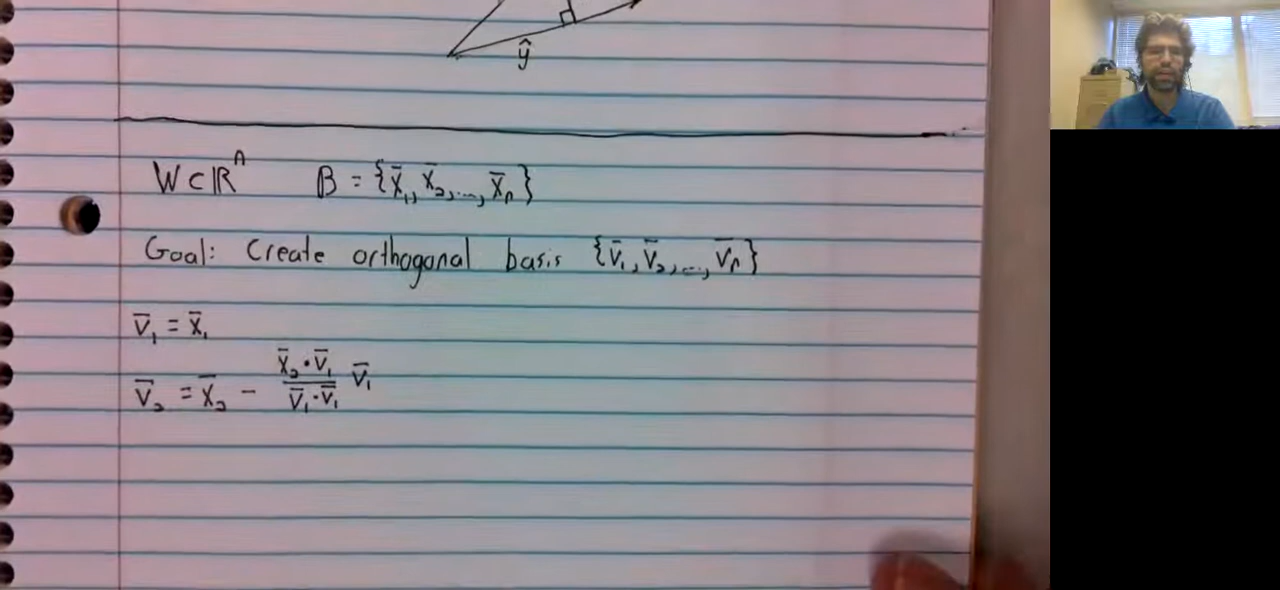 ŷ
W⊂ℝⁿ B = {x̄₁, x̄₂, ..., x̄ₙ}
Goal: Create orthogonal basis {v̄₁, v̄₂, ..., v̄ₙ}
v̄₁ = x̄₁
v̄₂ = x̄₂ - (x̄₂·v̄₁)/(v̄₁·v̄₁) v̄₁